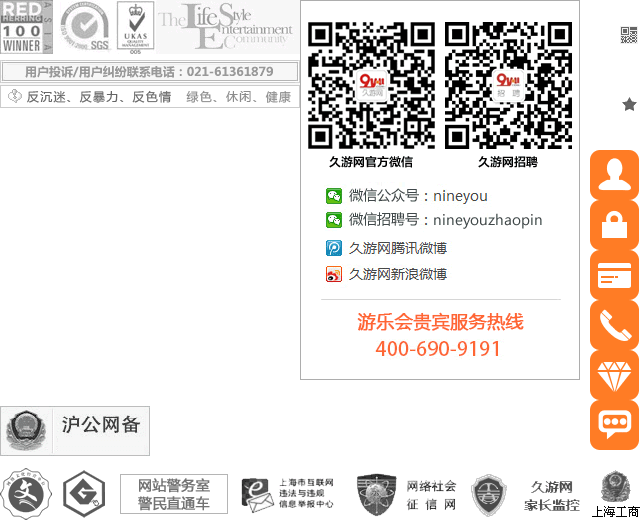 RED
HERRING
100
WINNER
ASIA
SGS
UKAS
QUALITY
MANAGEMENT
005
The Life Style
Entertainment
Community
用户投诉/用户纠纷联系电话：021-61361879
反沉迷、反暴力、反色情 绿色、休闲、健康
久游网
招 聘
久游网官方微信
久游网招聘
微信公众号：nineyou
微信招聘号：nineyouzhaopin
久游网腾讯微博
久游网新浪微博
游乐会贵宾服务热线
400-690-9191
沪公网备
网站警务室
警民直通车
上海市互联网
违法与违规
信息举报中心
网络社会
征 信 网
久游网
家长监控
上海工商